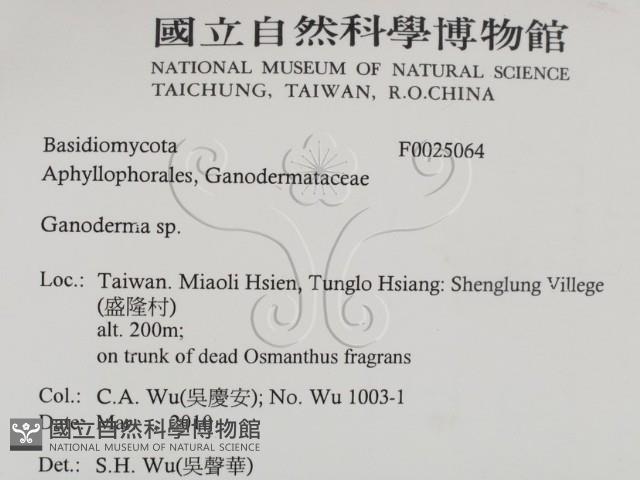 國立自然科學博物館
NATIONAL MUSEUM OF NATURAL SCIENCE
TAICHUNG, TAIWAN, R.O.CHINA
Basidiomycota F0025064
Aphyllophorales, Ganodermataceae
Ganoderma sp.
Loc.: Taiwan. Miaoli Hsien, Tunglo Hsiang: Shenglung Villege
(盛隆村)
alt. 200m;
on trunk of dead Osmanthus fragrans
Col.: C.A. Wu(吳慶安); No. Wu 1003-1
Date: 2010
國立自然科學博物館
NATIONAL MUSEUM OF NATURAL SCIENCE
Det.: S.H. Wu(吳聲華)